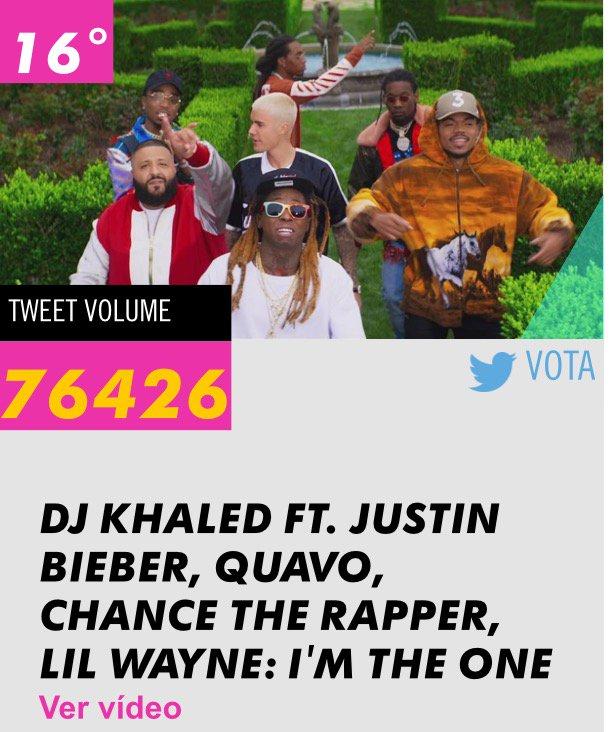 16°
3
TWEET VOLUME
76426
VOTA
DJ KHALED FT. JUSTIN
BIEBER, QUAVO,
CHANCE THE RAPPER,
LIL WAYNE: I'M THE ONE
Ver vídeo